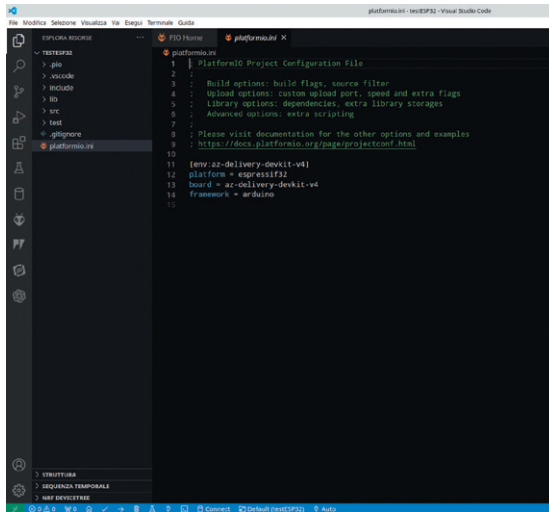 platformio.ini - testESP32 - Visual Studio Code
File Modifica Selezione Visualizza Vai Esegui Terminale Guida
ESPLORA RISORSE ...
PIO Home
platformio.ini
TESTESP32
.pio
.vscode
include
lib
src
test
.gitignore
platformio.ini
platformio.ini
1 ; PlatformIO Project Configuration File
2 ;
3 ; Build options: build flags, source filter
4 ; Upload options: custom upload port, speed and extra flags
5 ; Library options: dependencies, extra library storages
6 ; Advanced options: extra scripting
7 ;
8 ; Please visit documentation for the other options and examples
9 ; https://docs.platformio.org/page/projectconf.html
10
11 [env:az-delivery-devkit-v4]
12 platform = espressif32
13 board = az-delivery-devkit-v4
14 framework = arduino
15
STRUTTURA
SEQUENZA TEMPORALE
NRF DEVICETREE
0 0 0 0 Connect Default (testESP32) Auto